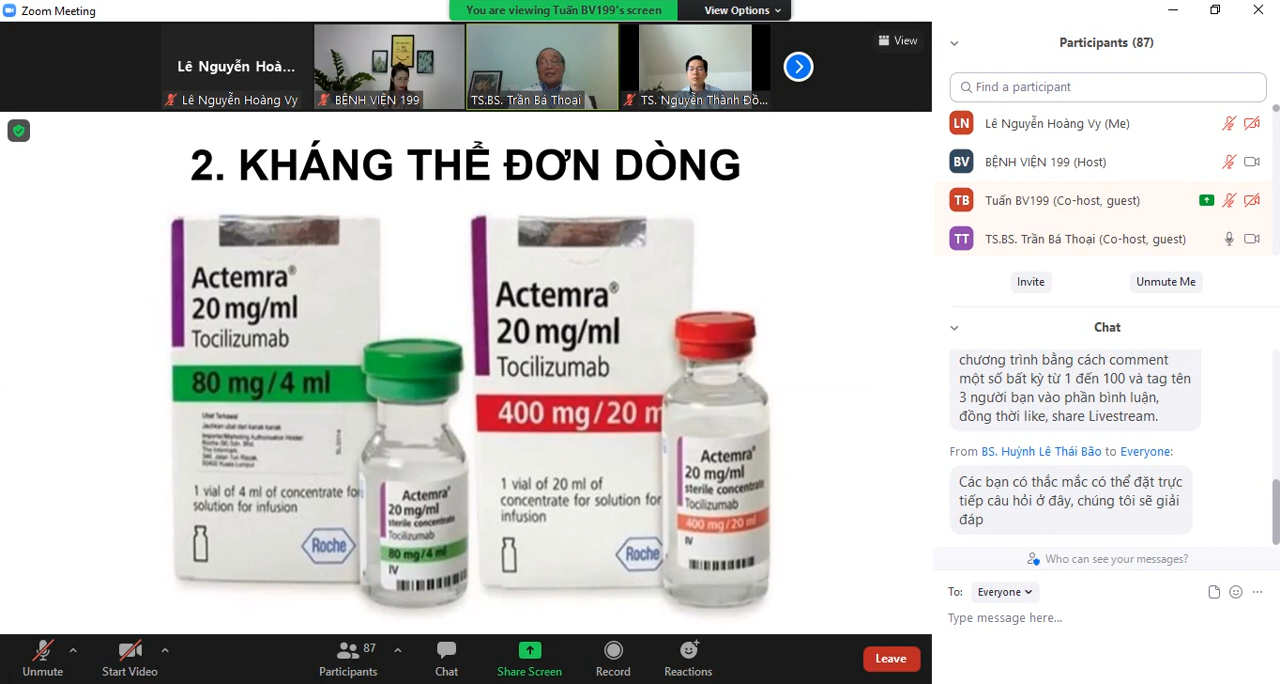 Zoom Meeting
You are viewing Tuấn BV199's screen
View Options
Lê Nguyễn Hoà...
Lê Nguyễn Hoàng Vy
BỆNH VIỆN 199
TS.BS. Trần Bá Thoại
TS. Nguyễn Thành Đồ...
View
2. KHÁNG THỂ ĐƠN DÒNG
Actemra®
20 mg/ml
Tocilizumab
80 mg/4 ml
1 vial of 4 ml of concentrate for
solution for infusion
Roche
Actemra®
20 mg/ml
sterile concentrate
Tocilizumab
80 mg/4 ml
IV
Actemra®
20 mg/ml
Tocilizumab
400 mg/20 m
1 vial of 20 ml of
concentrate for solution for
infusion
Roche
Actemra®
20 mg/ml
sterile concentrate
Tocilizumab
400 mg/20 ml
IV
Participants (87)
Find a participant
LN Lê Nguyễn Hoàng Vy (Me)
BV BỆNH VIỆN 199 (Host)
TB Tuấn BV199 (Co-host, guest)
TT TS.BS. Trần Bá Thoại (Co-host, guest)
Invite
Unmute Me
Chat
chương trình bằng cách comment
một số bất kỳ từ 1 đến 100 và tag tên
3 người bạn vào phần bình luận,
đồng thời like, share Livestream.
From BS. Huỳnh Lê Thái Bão to Everyone:
Các bạn có thắc mắc có thể đặt trực
tiếp câu hỏi ở đây, chúng tôi sẽ giải
đáp
Who can see your messages?
To: Everyone
Type message here...
Unmute
Start Video
87
Participants
Chat
Share Screen
Record
Reactions
Leave